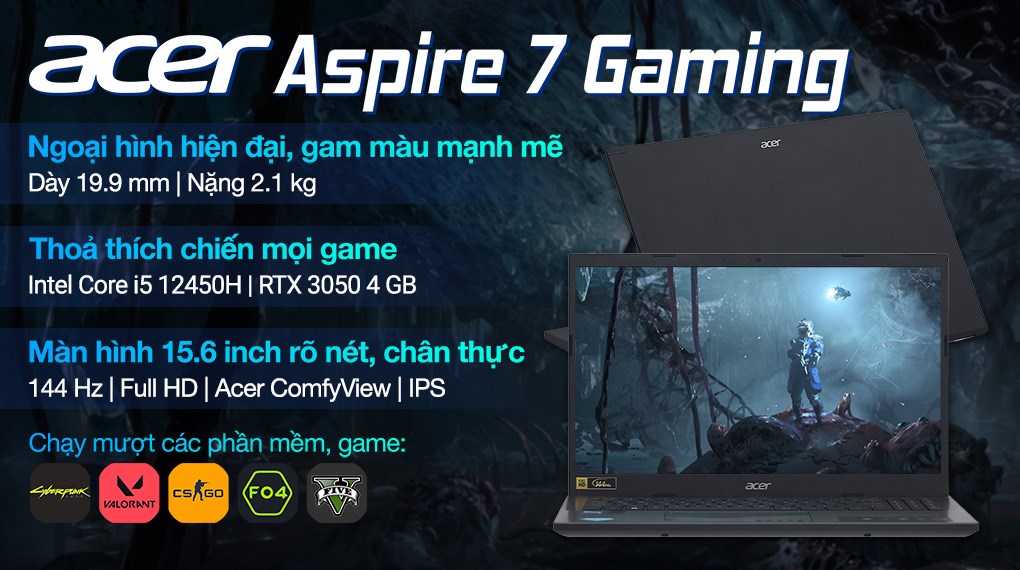 acer Aspire 7 Gaming
Ngoại hình hiện đại, gam màu mạnh mẽ
Dày 19.9 mm | Nặng 2.1 kg
Thoả thích chiến mọi game
Intel Core i5 12450H | RTX 3050 4 GB
Màn hình 15.6 inch rõ nét, chân thực
144 Hz | Full HD | Acer ComfyView | IPS
Chạy mượt các phần mềm, game:
Cyberpunk
VALORANT
CS:GO
FO4
V
FIVE
acer
acer